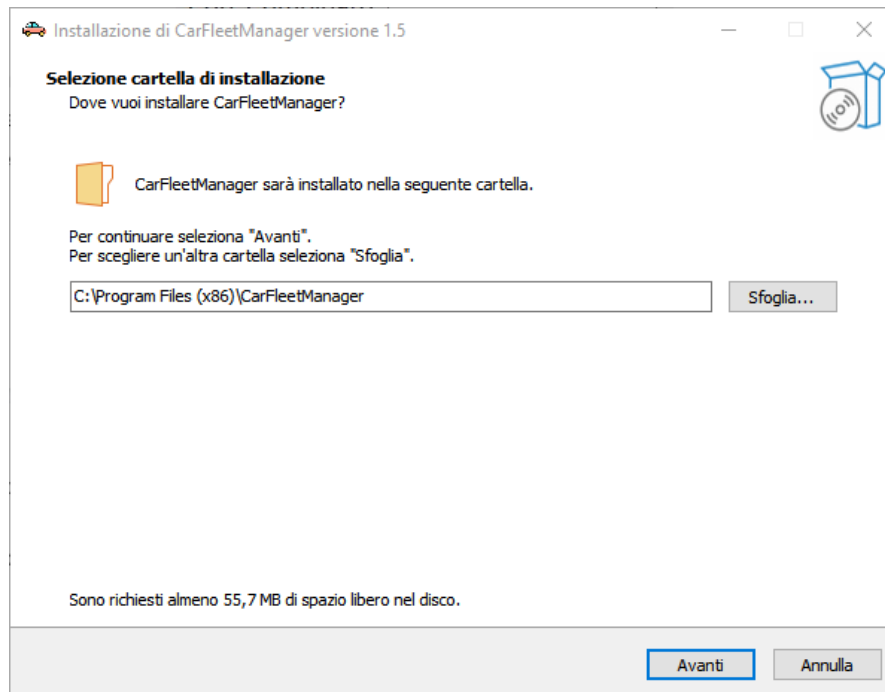 Installazione di CarFleetManager versione 1.5
Selezione cartella di installazione
Dove vuoi installare CarFleetManager?
CarFleetManager sarà installato nella seguente cartella.
Per continuare seleziona "Avanti".
Per scegliere un'altra cartella seleziona "Sfoglia".
C:\Program Files (x86)\CarFleetManager
Sfoglia...
Sono richiesti almeno 55,7 MB di spazio libero nel disco.
Avanti
Annulla